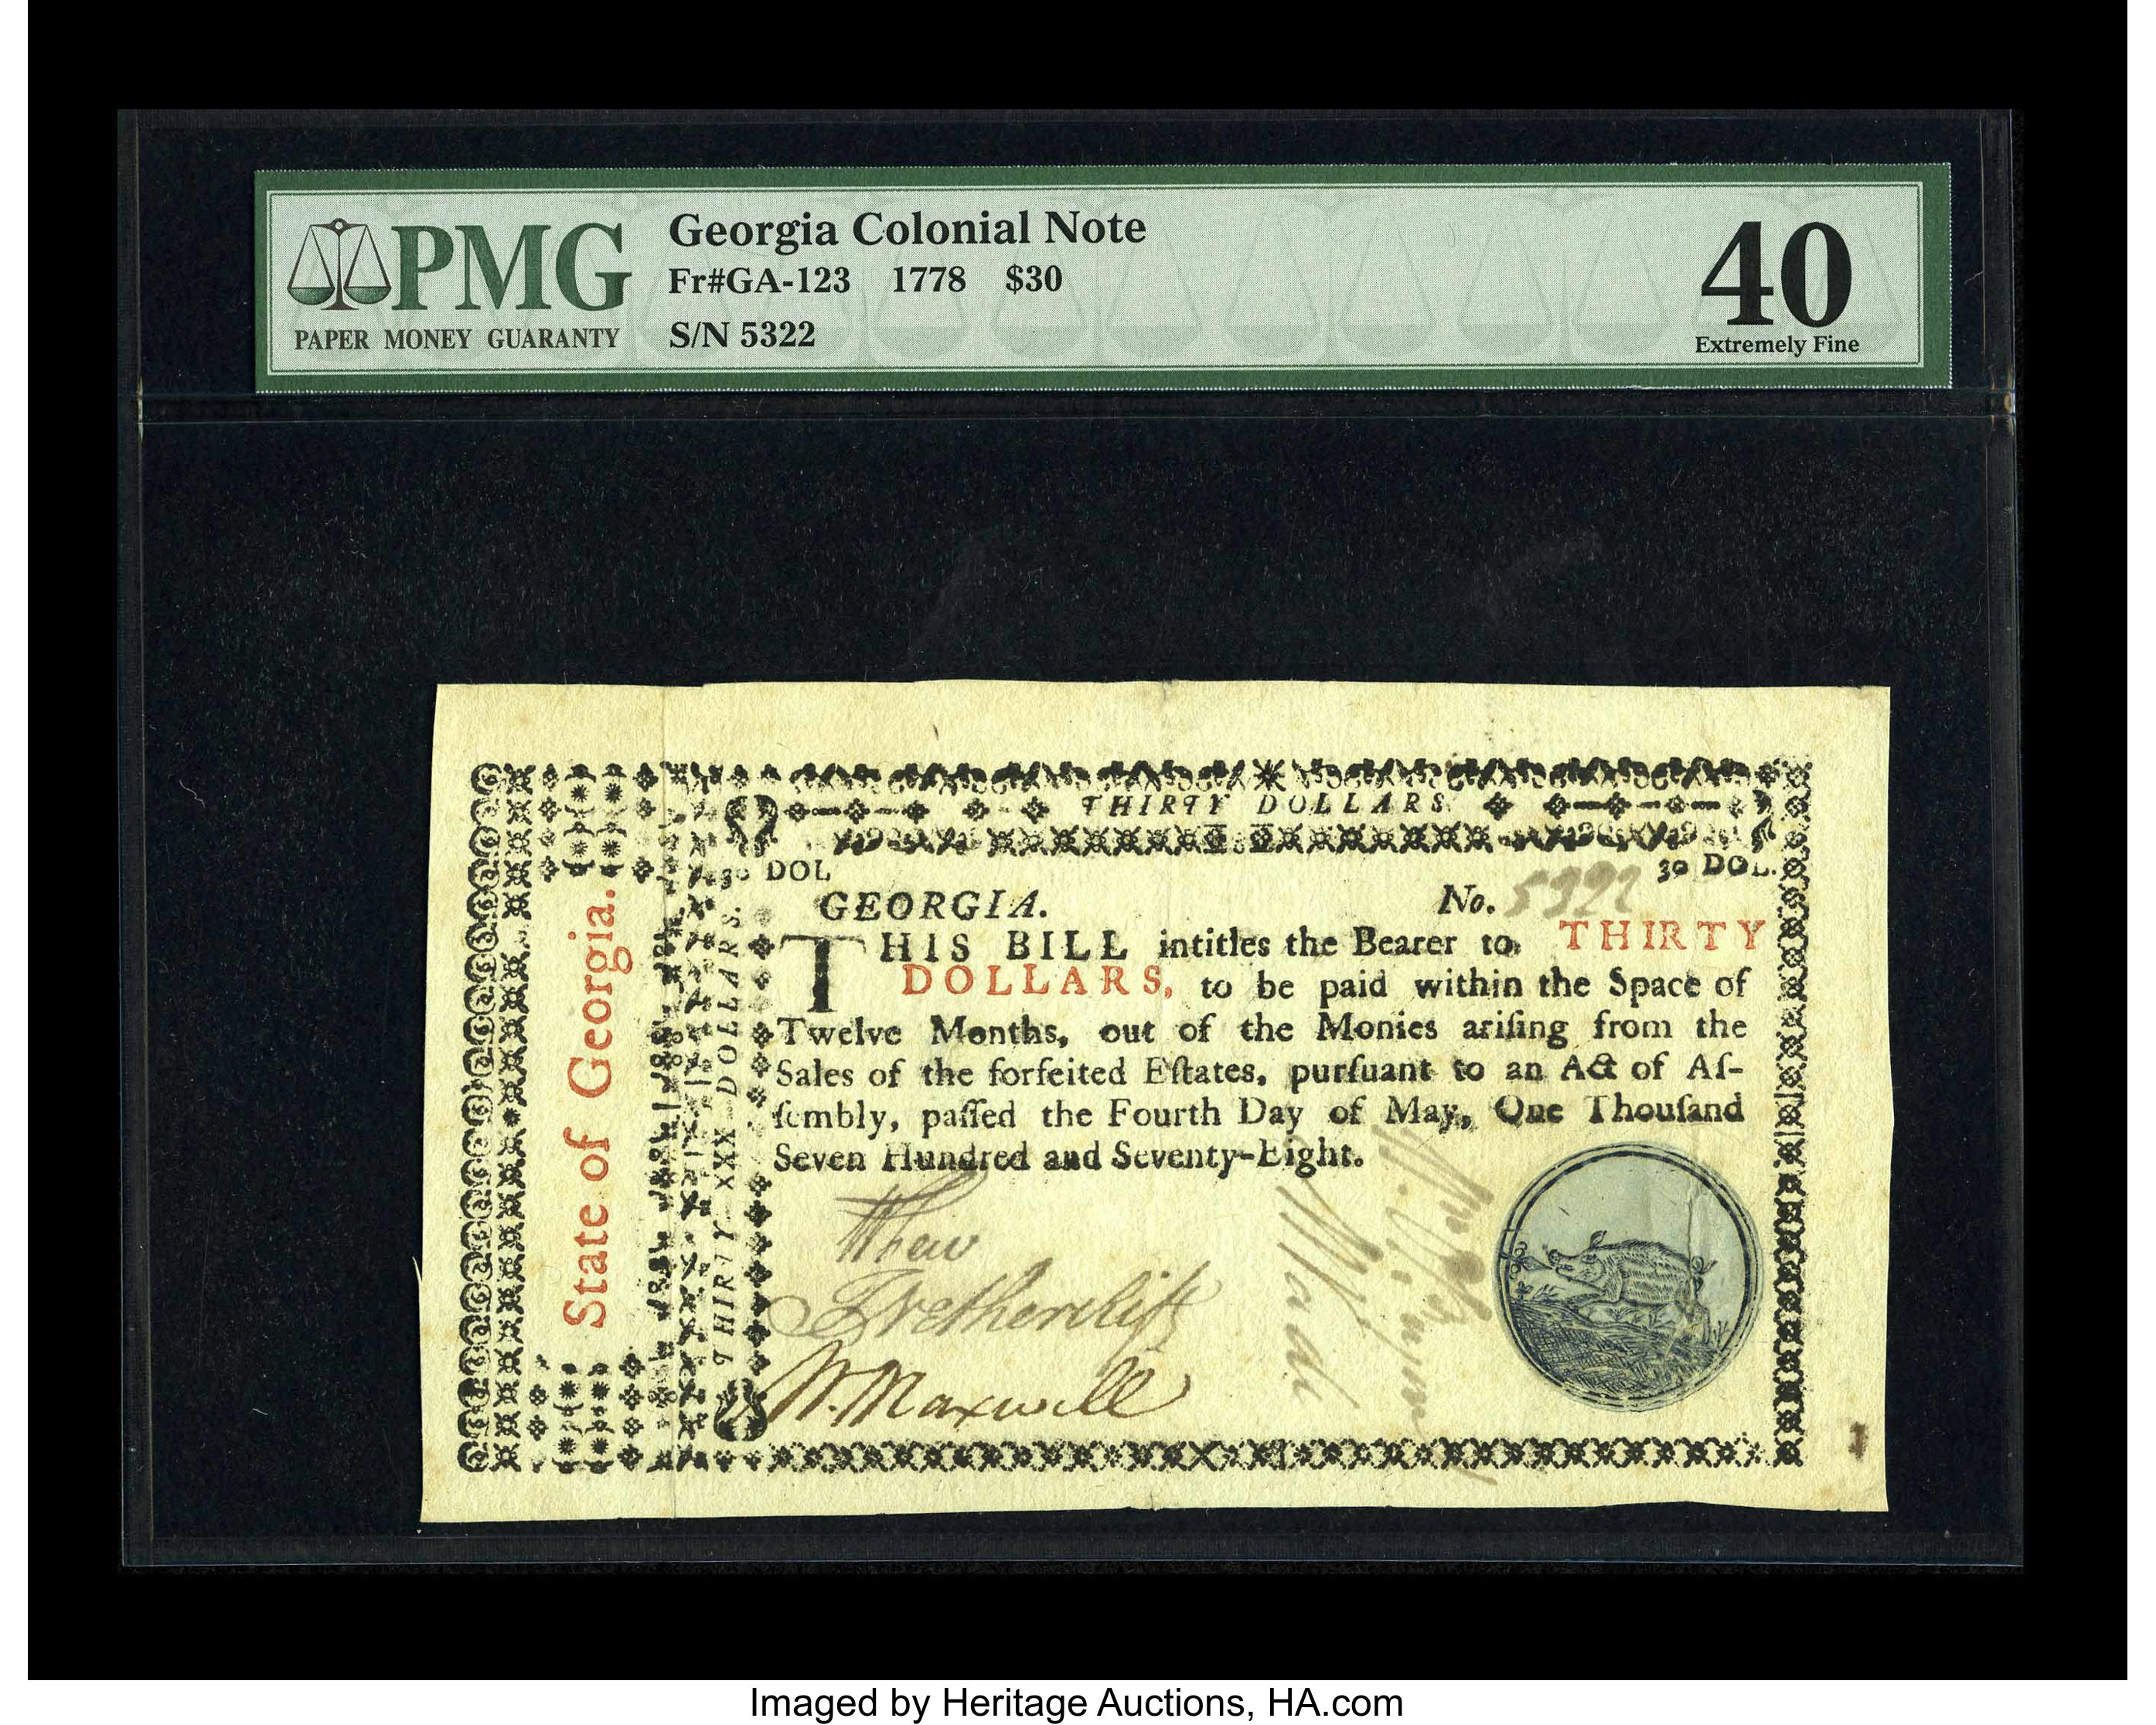 PMG
PAPER MONEY GUARANTY
Georgia Colonial Note
Fr#GA-123 1778 $30
S/N 5322
40
Extremely Fine
THIRTY DOLLARS.
30 DOL
30 DOL.
State of Georgia.
THIRTY—XXX—DOLLARS.
GEORGIA.
No. 5322
THIS BILL intitles the Bearer to THIRTY
DOLLARS, to be paid within the Space of
Twelve Months, out of the Monies ariſing from the
Sales of the forfeited Eſtates, purſuant to an Act of Aſ-
ſembly, paſſed the Fourth Day of May, One Thouſand
Seven Hundred and Seventy-Eight.
W. Maxwell
Imaged by Heritage Auctions, HA.com